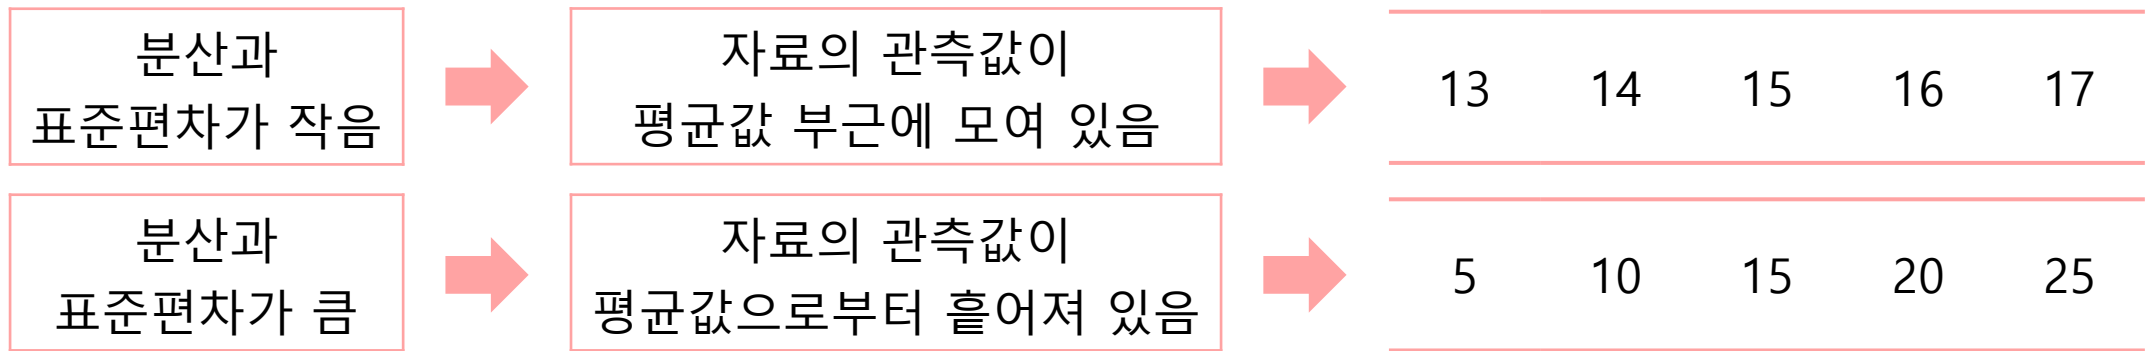 분산과
표준편차가 작음
자료의 관측값이
평균값 부근에 모여 있음
13 14 15 16 17
분산과
표준편차가 큼
자료의 관측값이
평균값으로부터 흩어져 있음
5 10 15 20 25